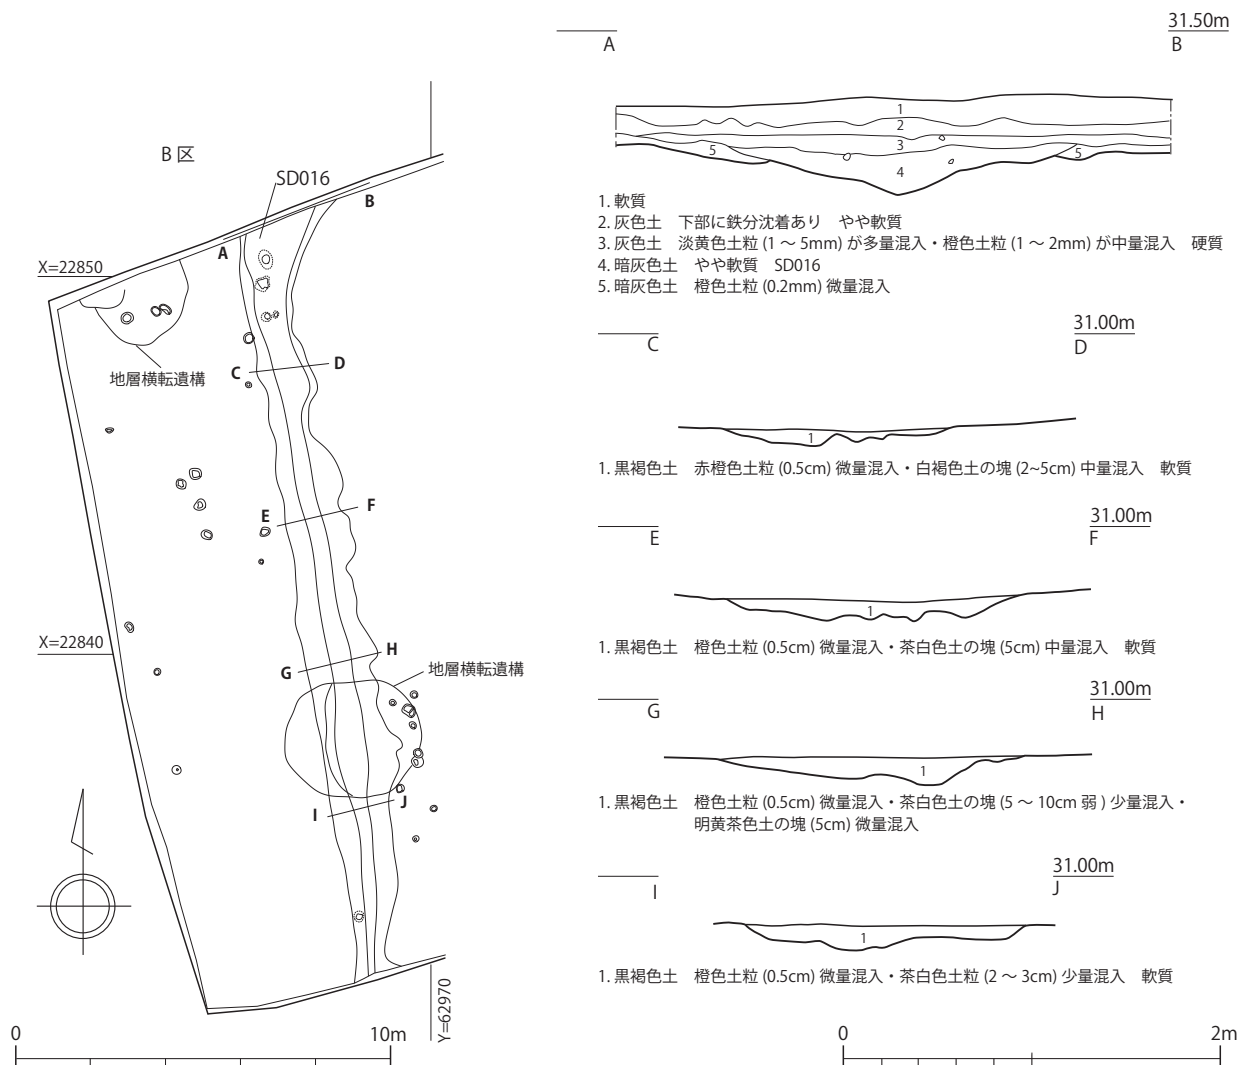 B 区
SD016
A
B
X=22850
地層横転遺構
C
D
E
F
X=22840
G
H
地層横転遺構
I
J
Y=62970
0
10m
A
31.50m
B
1
2
3
4
5
5
1. 軟質
2. 灰色土　下部に鉄分沈着あり　やや軟質
3. 灰色土　淡黄色土粒 (1 ～ 5mm) が多量混入・橙色土粒 (1 ～ 2mm) が中量混入　硬質
4. 暗灰色土　やや軟質　SD016
5. 暗灰色土　橙色土粒 (0.2mm) 微量混入
C
31.00m
D
1
1. 黒褐色土　赤橙色土粒 (0.5cm) 微量混入・白褐色土の塊 (2~5cm) 中量混入　軟質
E
31.00m
F
1
1. 黒褐色土　橙色土粒 (0.5cm) 微量混入・茶白色土の塊 (5cm) 中量混入　軟質
G
31.00m
H
1
1. 黒褐色土　橙色土粒 (0.5cm) 微量混入・茶白色土の塊 (5 ～ 10cm 弱 ) 少量混入・
明黄茶色土の塊 (5cm) 微量混入
I
31.00m
J
1
1. 黒褐色土　橙色土粒 (0.5cm) 微量混入・茶白色土粒 (2 ～ 3cm) 少量混入　軟質
0
2m